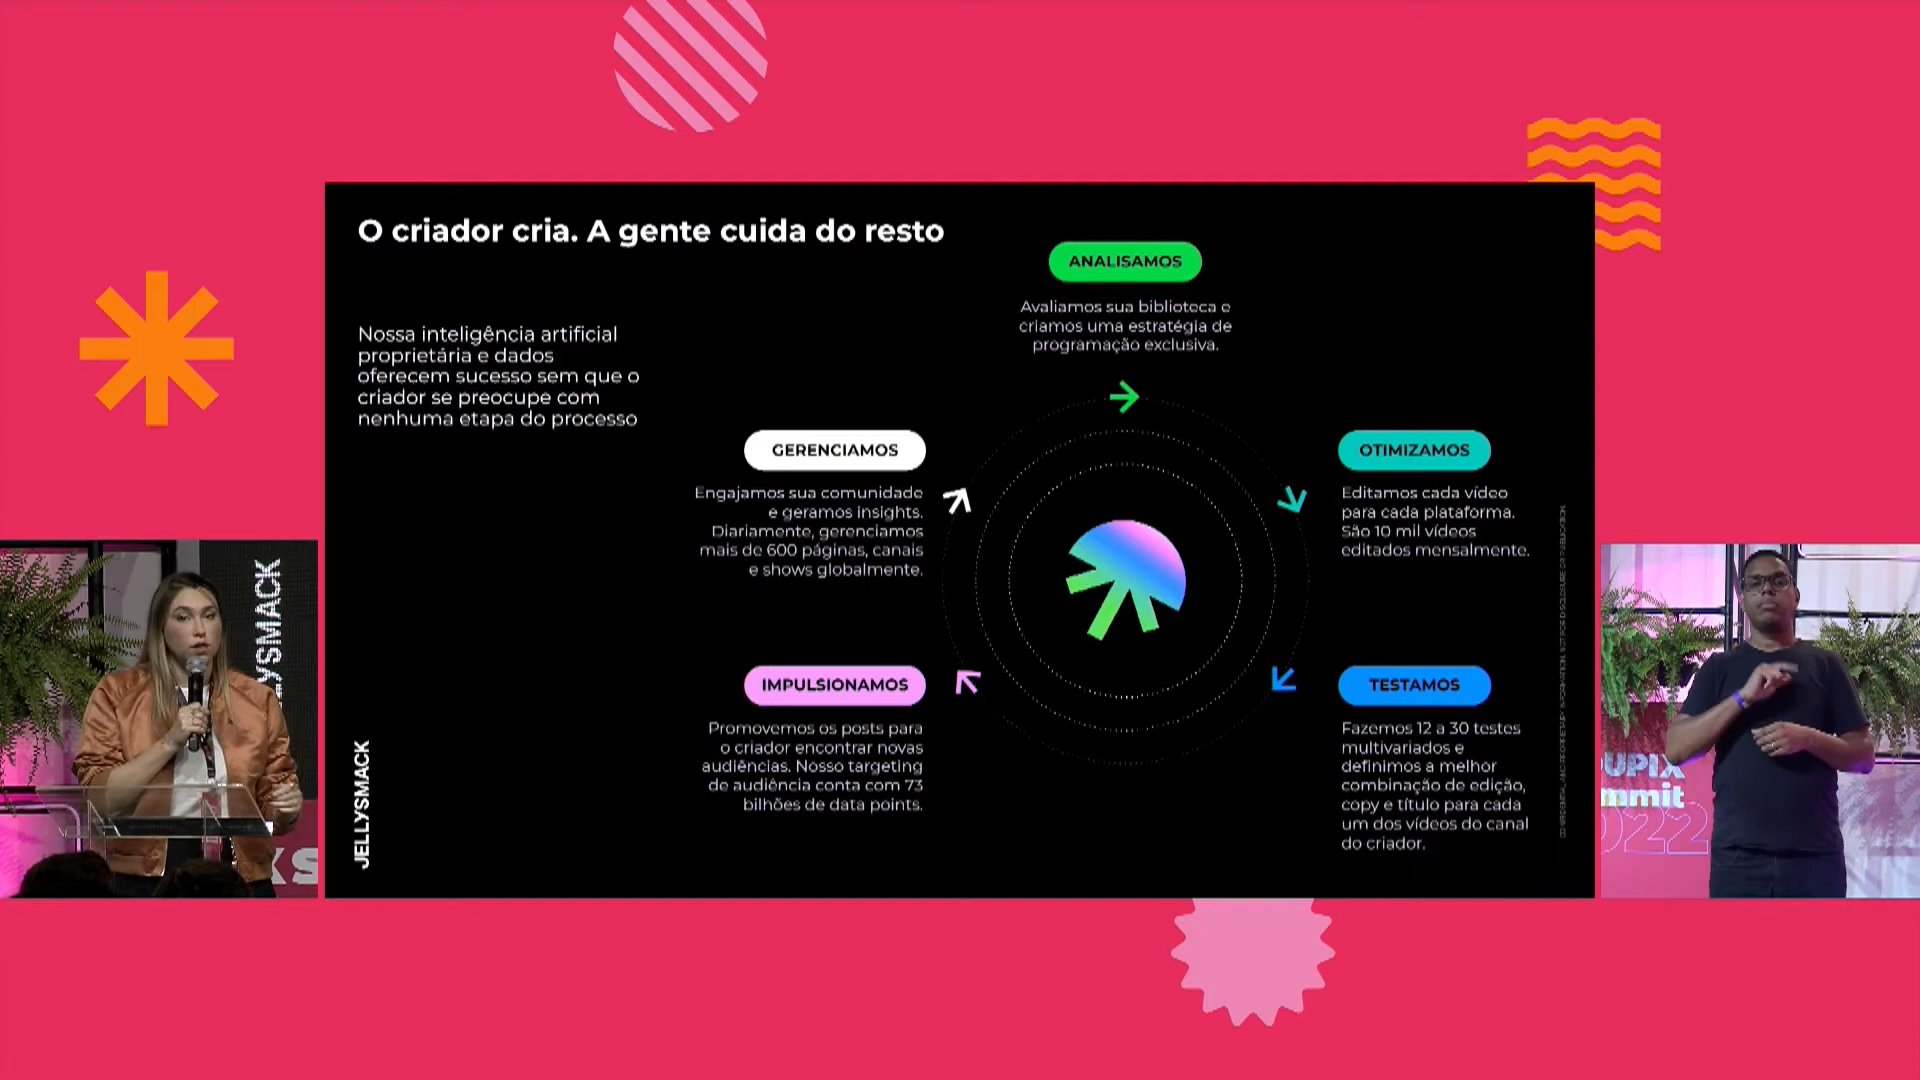 O criador cria. A gente cuida do resto
Nossa inteligência artificial
proprietária e dados
oferecem sucesso sem que o
criador se preocupe com
nenhuma etapa do processo
ANALISAMOS
Avaliamos sua biblioteca e
criamos uma estratégia de
programação exclusiva.
OTIMIZAMOS
Editamos cada vídeo
para cada plataforma.
São 10 mil vídeos
editados mensalmente.
TESTAMOS
Fazemos 12 a 30 testes
multivariados e
definimos a melhor
combinação de edição,
copy e título para cada
um dos vídeos do canal
do criador.
IMPULSIONAMOS
Promovemos os posts para
o criador encontrar novas
audiências. Nosso targeting
de audiência conta com 73
bilhões de data points.
GERENCIAMOS
Engajamos sua comunidade
e geramos insights.
Diariamente, gerenciamos
mais de 600 páginas, canais
e shows globalmente.
JELLYSMACK
LYSMACK
KS
OUPIX
mmit
2022